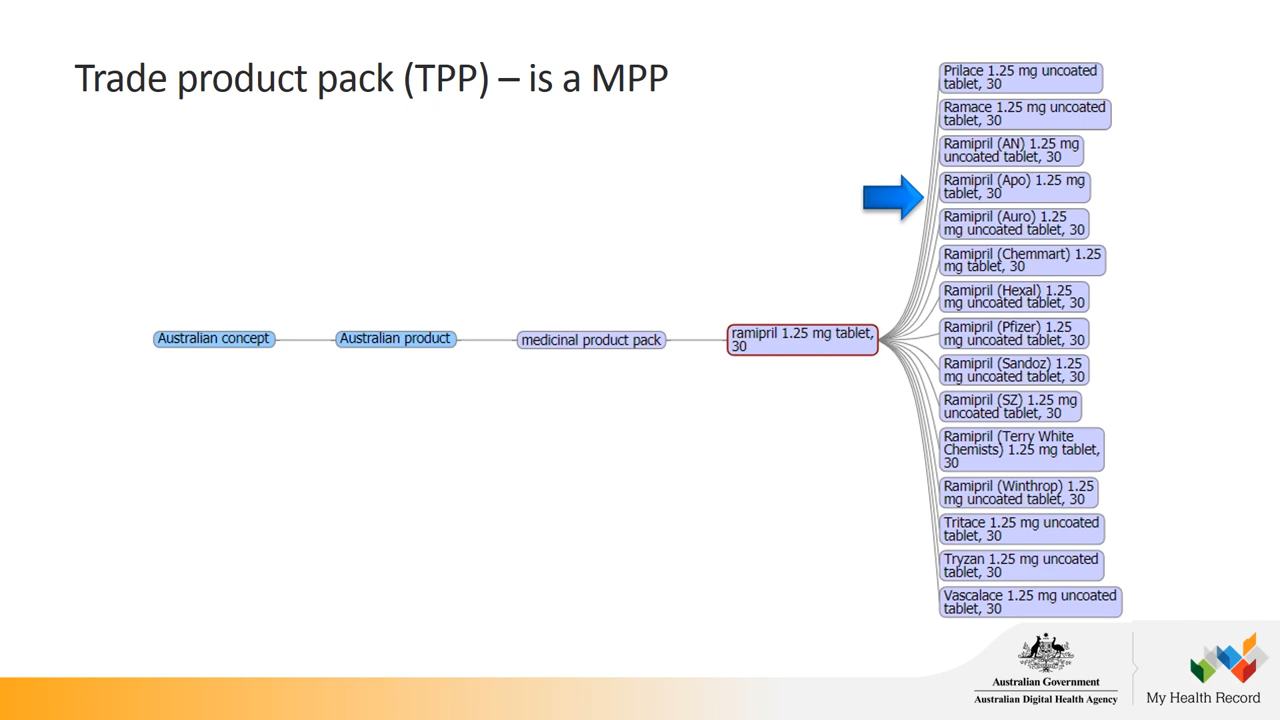 Trade product pack (TPP) – is a MPP
Prilace 1.25 mg uncoated
tablet, 30
Ramace 1.25 mg uncoated
tablet, 30
Ramipril (AN) 1.25 mg
uncoated tablet, 30
Ramipril (Apo) 1.25 mg
tablet, 30
Ramipril (Auro) 1.25
mg uncoated tablet, 30
Ramipril (Chemmart) 1.25
mg tablet, 30
Ramipril (Hexal) 1.25
mg uncoated tablet, 30
Australian concept
Australian product
medicinal product pack
ramipril 1.25 mg tablet,
30
Ramipril (Pfizer) 1.25
mg uncoated tablet, 30
Ramipril (Sandoz) 1.25
mg uncoated tablet, 30
Ramipril (SZ) 1.25 mg
uncoated tablet, 30
Ramipril (Terry White
Chemists) 1.25 mg tablet,
30
Ramipril (Winthrop) 1.25
mg uncoated tablet, 30
Tritace 1.25 mg uncoated
tablet, 30
Tryzan 1.25 mg uncoated
tablet, 30
Vascalace 1.25 mg uncoated
tablet, 30
Australian Government
Australian Digital Health Agency
My Health Record